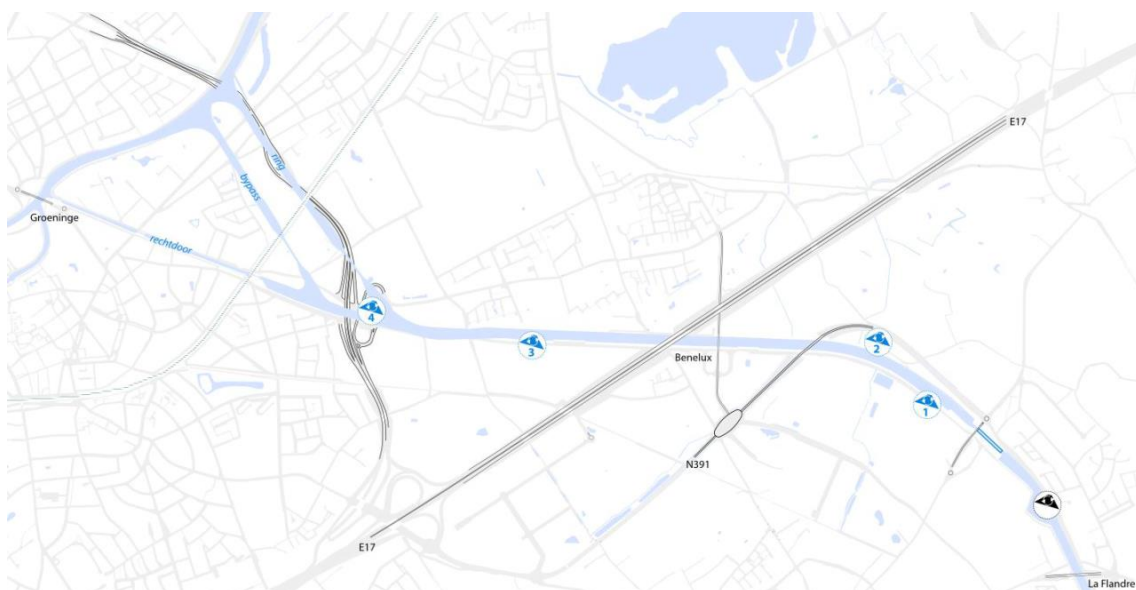 E17
ring
bypass
Groeninge
rechtdoor
4
3
Benelux
2
1
N391
E17
La Flandre